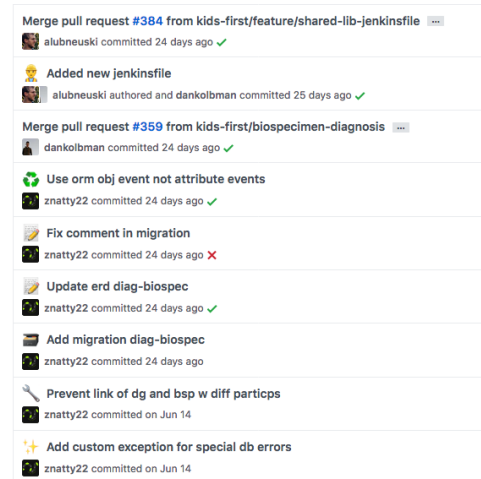 Merge pull request #384 from kids-first/feature/shared-lib-jenkinsfile ...
alubneuski committed 24 days ago ✓
Added new jenkinsfile
alubneuski authored and dankolbman committed 25 days ago ✓
Merge pull request #359 from kids-first/biospecimen-diagnosis ...
dankolbman committed 24 days ago ✓
Use orm obj event not attribute events
znatty22 committed 24 days ago ✓
Fix comment in migration
znatty22 committed 24 days ago ✗
Update erd diag-biospec
znatty22 committed 24 days ago ✓
Add migration diag-biospec
znatty22 committed 24 days ago
Prevent link of dg and bsp w diff particps
znatty22 committed on Jun 14
Add custom exception for special db errors
znatty22 committed on Jun 14